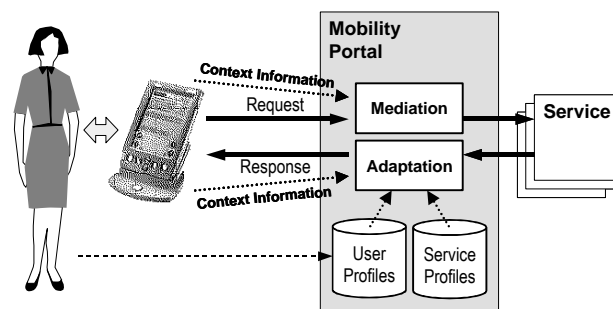 Mobility
Portal
Context Information
Request
Mediation
Service
Response
Adaptation
Context Information
User
Profiles
Service
Profiles